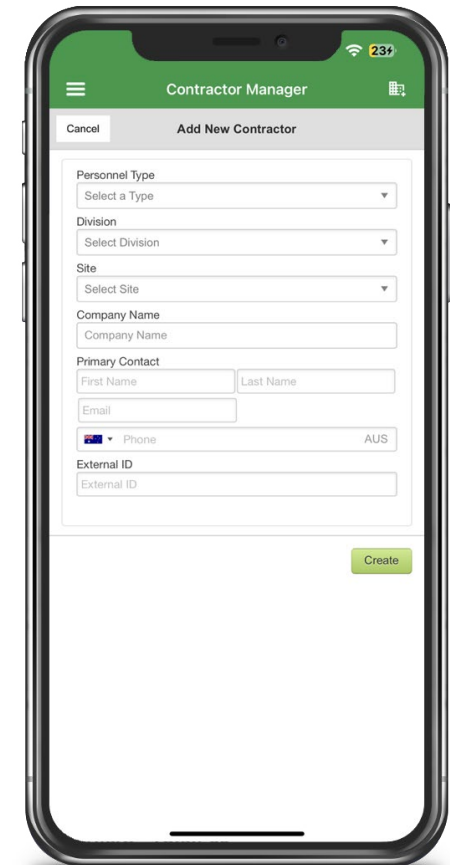 23
Contractor Manager
Cancel Add New Contractor
Personnel Type
Select a Type
Division
Select Division
Site
Select Site
Company Name
Company Name
Primary Contact
First Name Last Name
Email
Phone AUS
External ID
External ID
Create